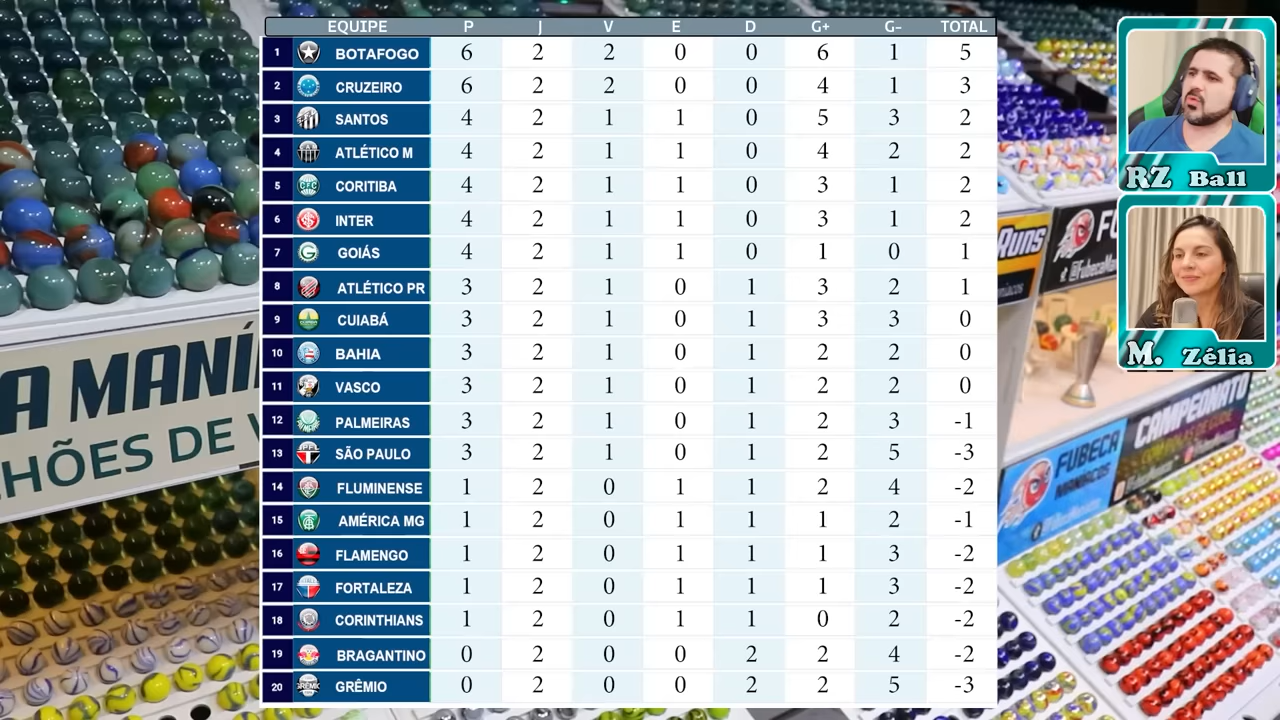 EQUIPE P J V E D G+ G- TOTAL
1 BOTAFOGO 6 2 2 0 0 6 1 5
2 CRUZEIRO 6 2 2 0 0 4 1 3
3 SANTOS 4 2 1 1 0 5 3 2
4 ATLÉTICO M 4 2 1 1 0 4 2 2
5 CORITIBA 4 2 1 1 0 3 1 2
6 INTER 4 2 1 1 0 3 1 2
7 GOIÁS 4 2 1 1 0 1 0 1
8 ATLÉTICO PR 3 2 1 0 1 3 2 1
9 CUIABÁ 3 2 1 0 1 3 3 0
10 BAHIA 3 2 1 0 1 2 2 0
11 VASCO 3 2 1 0 1 2 2 0
12 PALMEIRAS 3 2 1 0 1 2 3 -1
13 SÃO PAULO 3 2 1 0 1 2 5 -3
14 FLUMINENSE 1 2 0 1 1 2 4 -2
15 AMÉRICA MG 1 2 0 1 1 1 2 -1
16 FLAMENGO 1 2 0 1 1 1 3 -2
17 FORTALEZA 1 2 0 1 1 1 3 -2
18 CORINTHIANS 1 2 0 1 1 0 2 -2
19 BRAGANTINO 0 2 0 0 2 2 4 -2
20 GRÊMIO 0 2 0 0 2 2 5 -3
RZ Ball
M. Zélia
A MANÍ
HÕES DE V
RUNS
FU
@FubecaMan
CAMPEONATO
FUBECA
MANÍACOS